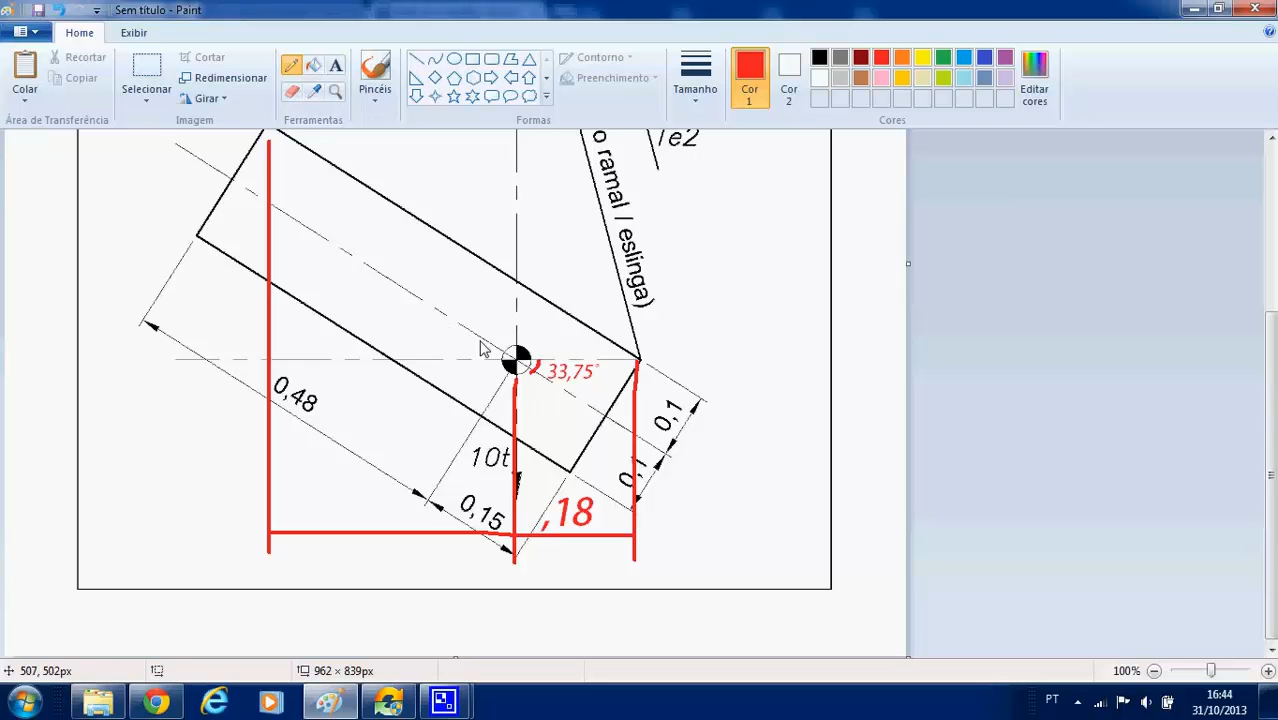 Sem título - Paint
Home
Exibir
Colar
Recortar
Copiar
Área de Transferência
Selecionar
Cortar
Redimensionar
Girar
Imagem
A
Ferramentas
Pincéis
Formas
Contorno
Preenchimento
Tamanho
Cor
1
Cor
2
Cores
Editar
cores
o ramal / eslinga)
Te2
33,75°
0,48
10t
0,15
,18
0,1
0,1
507, 502px
962 × 839px
100%
PT
16:44
31/10/2013